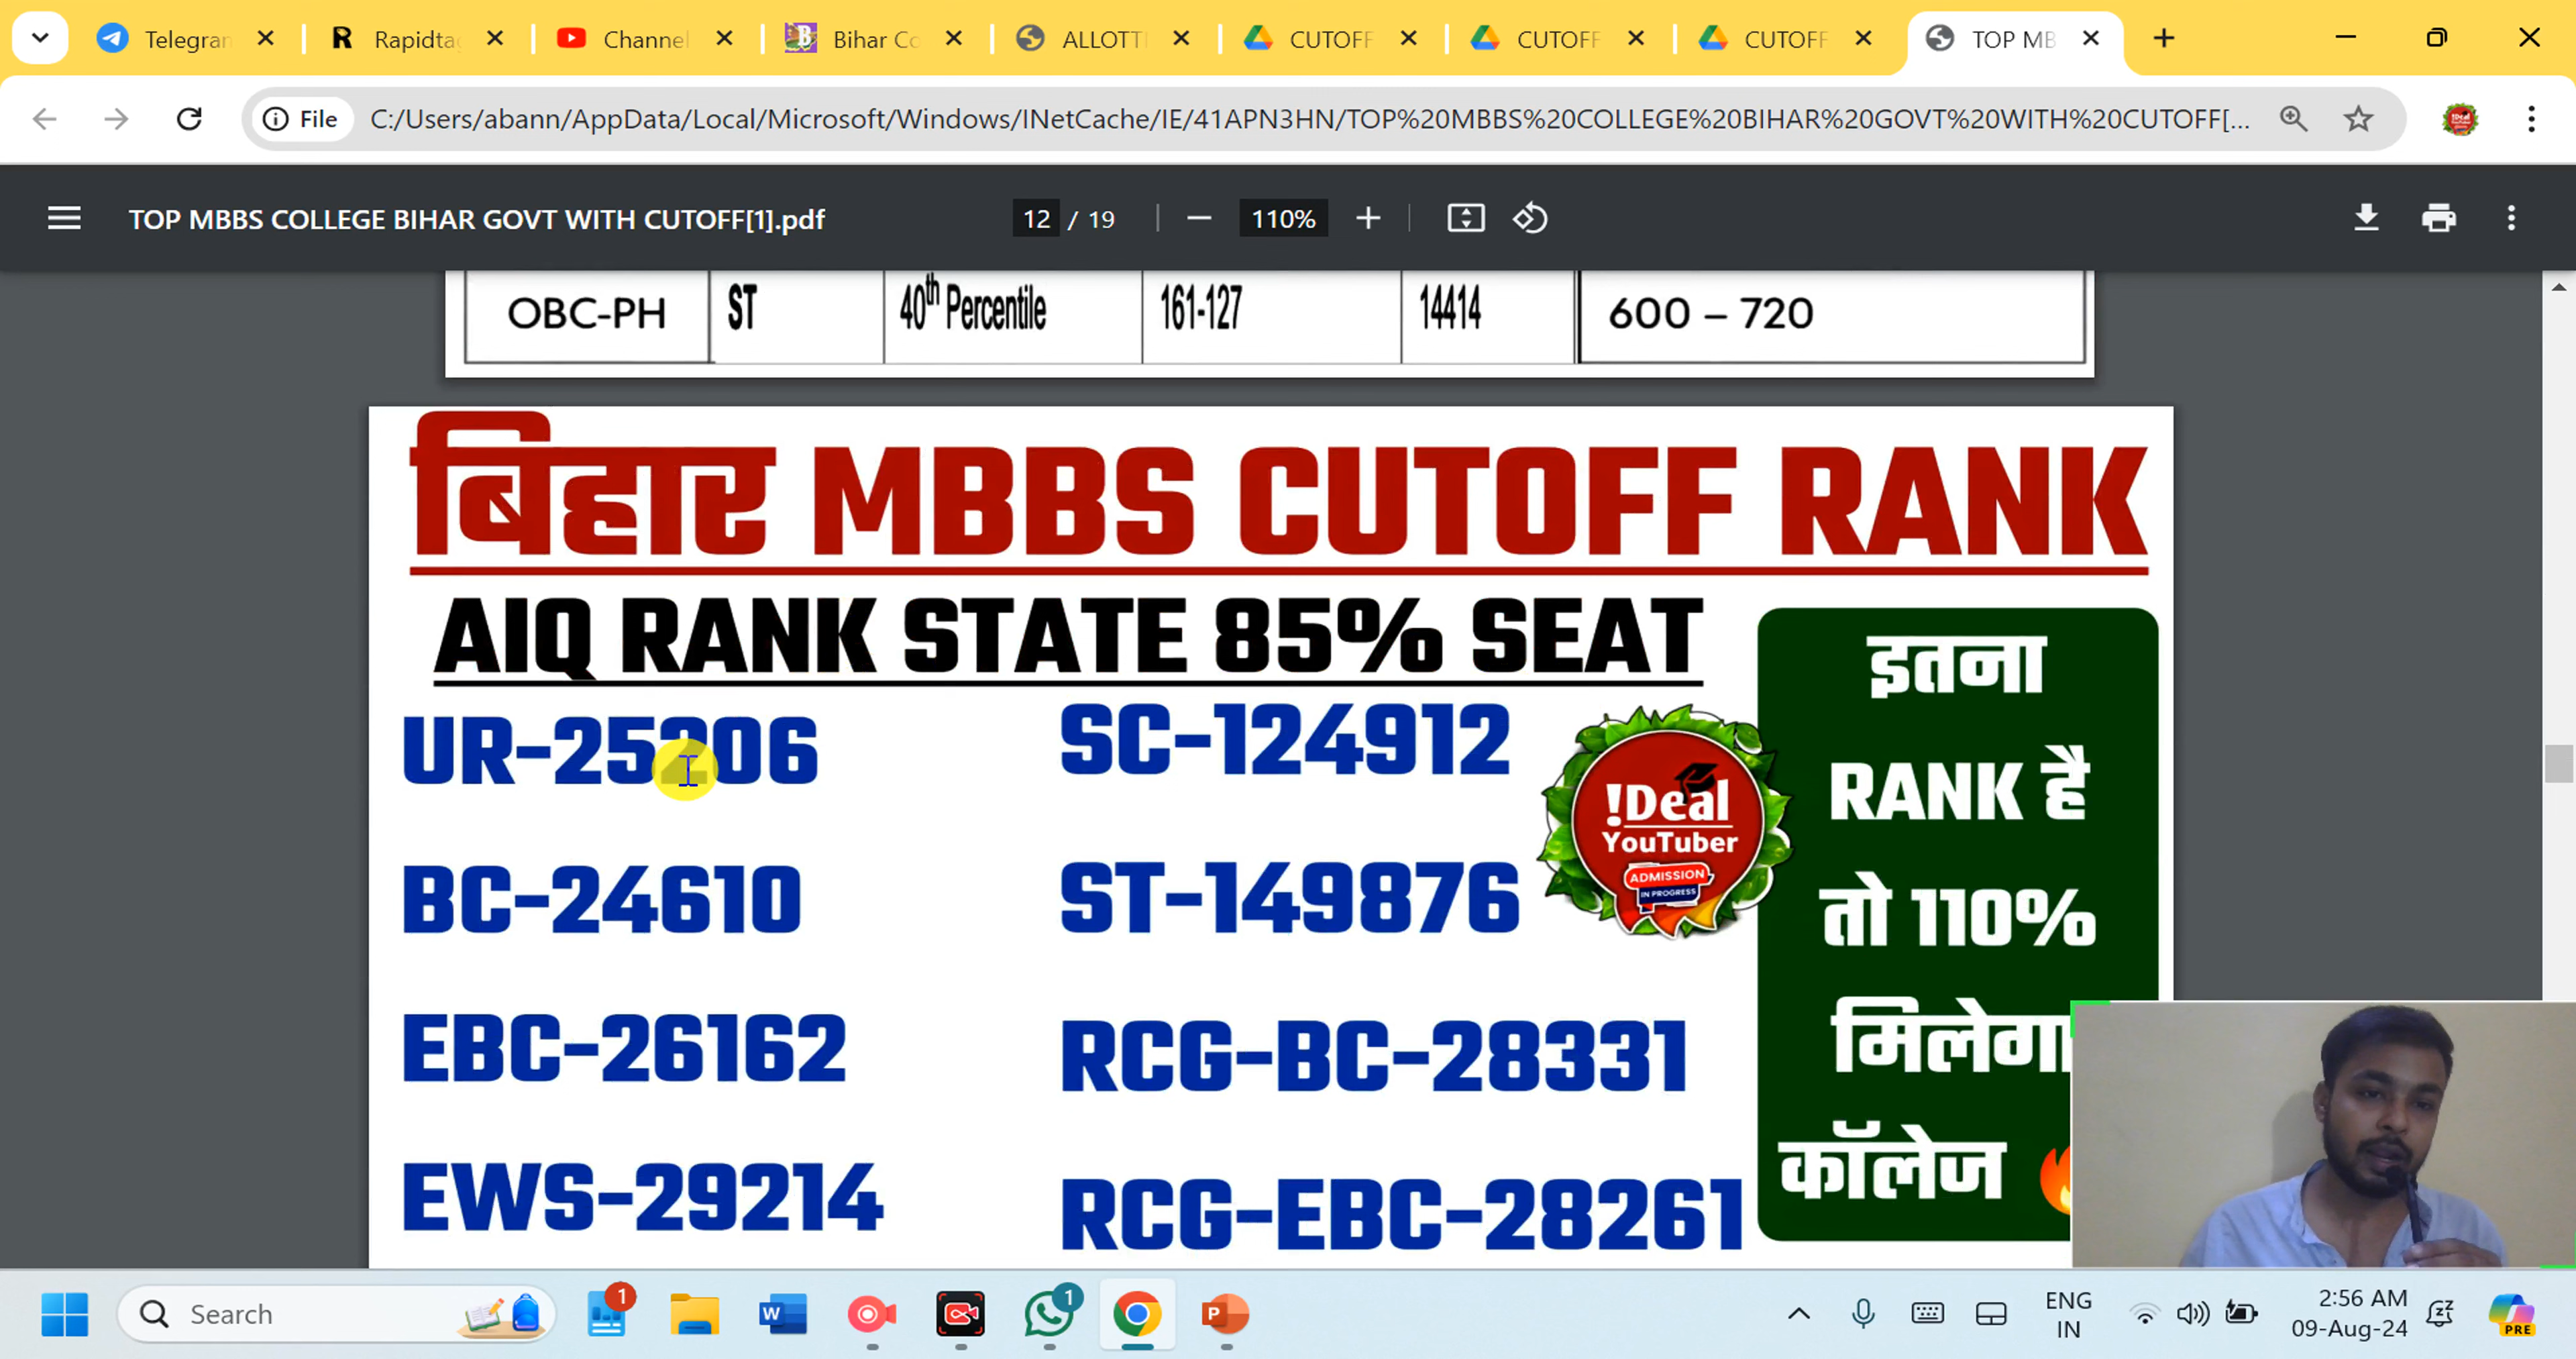 Telegran
Rapidta
Channel
Bihar Co
ALLOTT
CUTOFF
CUTOFF
CUTOFF
TOP MB
File
C:/Users/abann/AppData/Local/Microsoft/Windows/INetCache/IE/41APN3HN/TOP%20MBBS%20COLLEGE%20BIHAR%20GOVT%20WITH%20CUTOFF[...
TOP MBBS COLLEGE BIHAR GOVT WITH CUTOFF[1].pdf
12 / 19
110%
OBC-PH ST 40th Percentile 161-127 14414 600 – 720
बिहार MBBS CUTOFF RANK
AIQ RANK STATE 85% SEAT
UR-25206
SC-124912
BC-24610
ST-149876
EBC-26162
RCG-BC-28331
EWS-29214
RCG-EBC-28261
!Deal
YouTuber
ADMISSION
IN PROGRESS
इतना
RANK है
तो 110%
मिलेगा
कॉलेज
Search
1
1
ENG
IN
2:56 AM
09-Aug-24
PRE